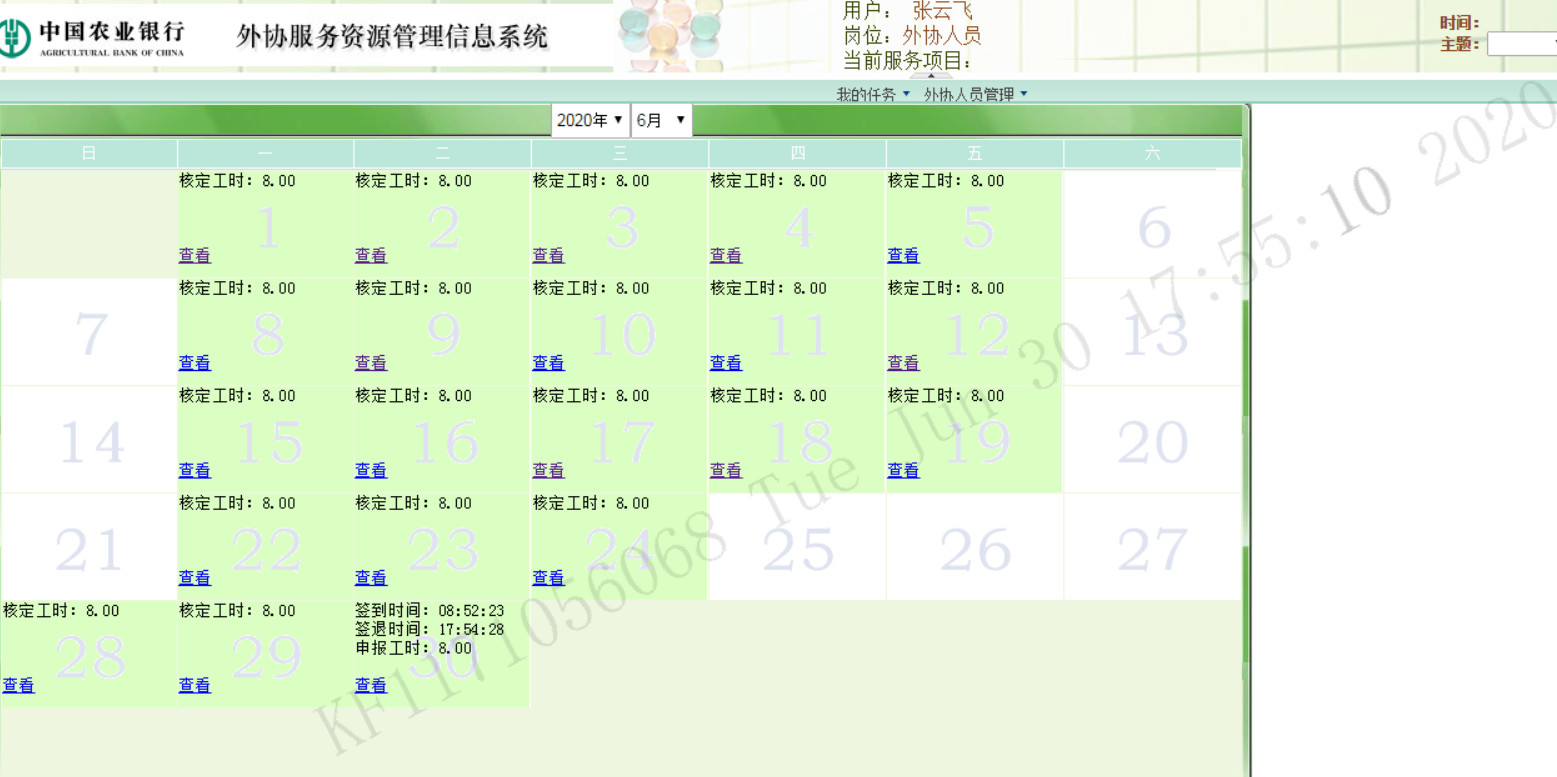 中国农业银行
AGRICULTURAL BANK OF CHINA
外协服务资源管理信息系统
用户： 张云飞
岗位：外协人员
当前服务项目：
时间：
主题：
我的任务 外协人员管理
2020年 6月
日 一 二 三 四 五 六
核定工时：8.00 核定工时：8.00 核定工时：8.00 核定工时：8.00 核定工时：8.00
1 2 3 4 5 6
查看 查看 查看 查看 查看
核定工时：8.00 核定工时：8.00 核定工时：8.00 核定工时：8.00 核定工时：8.00
7 8 9 10 11 12 13
查看 查看 查看 查看 查看
核定工时：8.00 核定工时：8.00 核定工时：8.00 核定工时：8.00 核定工时：8.00
14 15 16 17 18 19 20
查看 查看 查看 查看 查看
核定工时：8.00 核定工时：8.00 核定工时：8.00
21 22 23 24 25 26 27
查看 查看 查看
核定工时：8.00 核定工时：8.00 签到时间：08:52:23
签退时间：17:54:28
申报工时：8.00
28 29 30
查看 查看 查看
KF1171056068 Tue Jun 30 17:55:10 2020